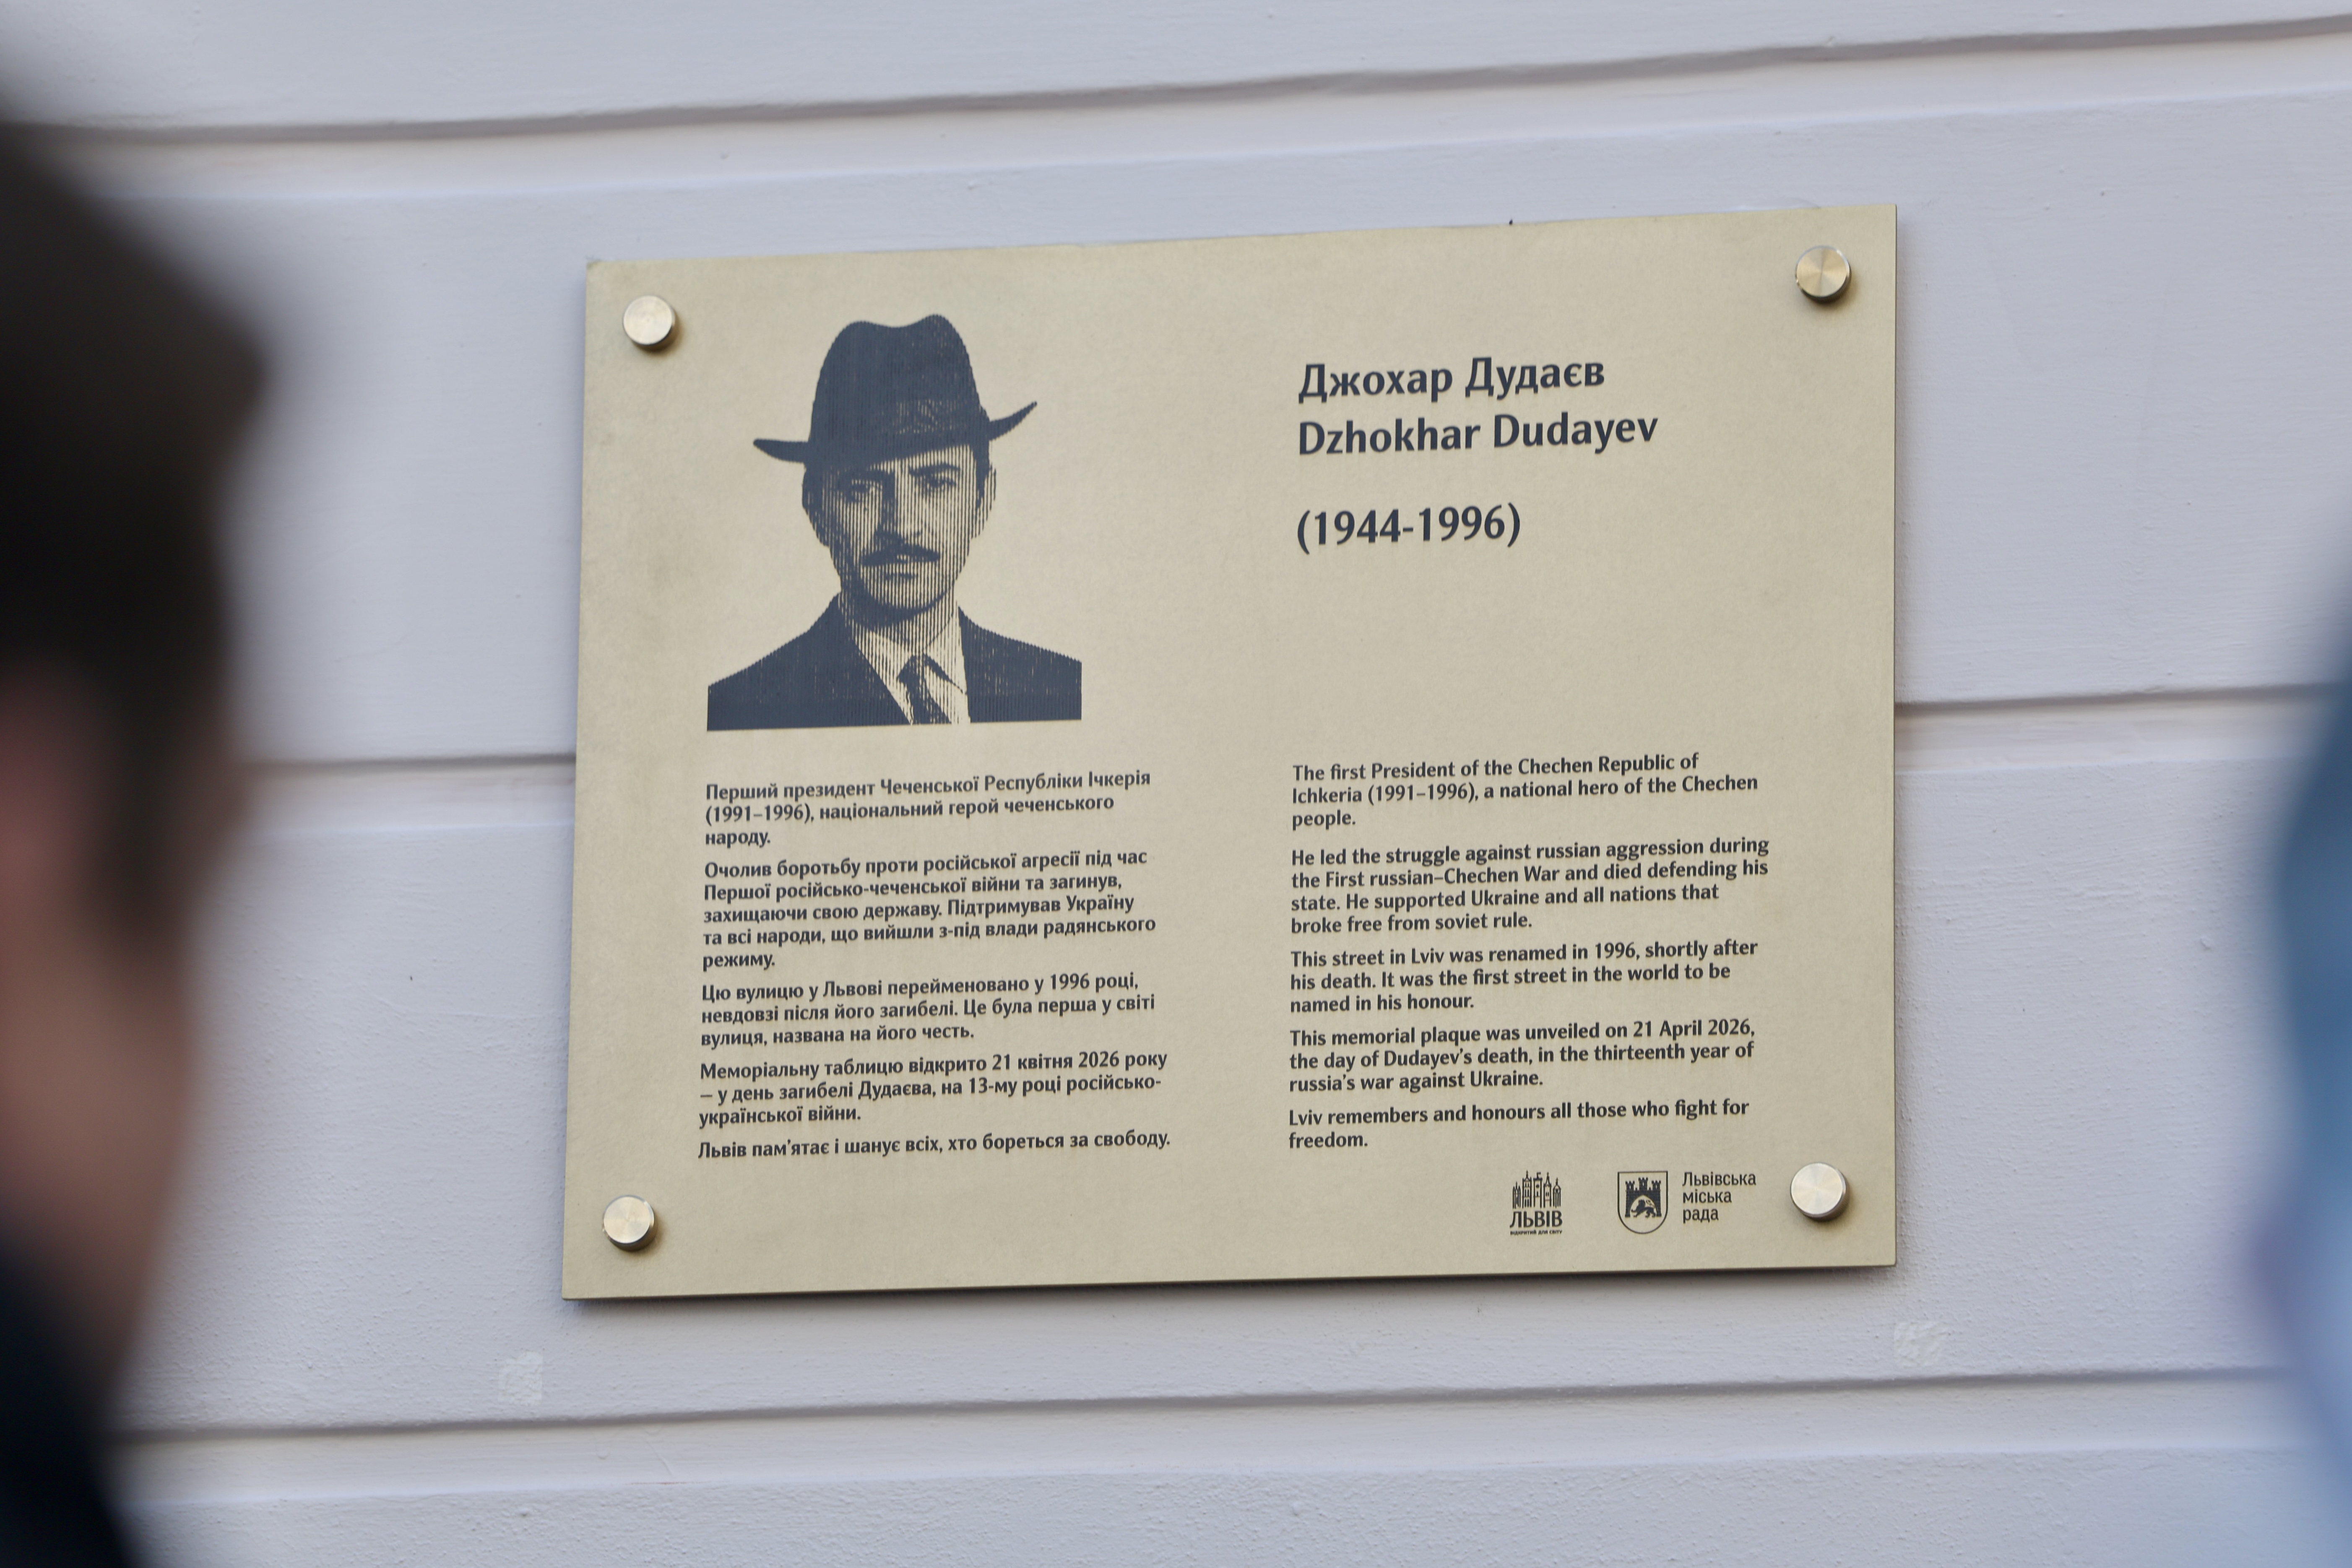 Джохар Дудаєв
Dzhokhar Dudayev
(1944-1996)
Перший президент Чеченської Республіки Ічкерія
(1991–1996), національний герой чеченського
народу.
Очолив боротьбу проти російської агресії під час
Першої російсько-чеченської війни та загинув,
захищаючи свою державу. Підтримував Україну
та всі народи, що вийшли з-під влади радянського
режиму.
Цю вулицю у Львові перейменовано у 1996 році,
невдовзі після його загибелі. Це була перша у світі
вулиця, названа на його честь.
Меморіальну таблицю відкрито 21 квітня 2026 року
– у день загибелі Дудаєва, на 13-му році російсько-
української війни.
Львів пам'ятає і шанує всіх, хто бореться за свободу.
The first President of the Chechen Republic of
Ichkeria (1991–1996), a national hero of the Chechen
people.
He led the struggle against russian aggression during
the First russian–Chechen War and died defending his
state. He supported Ukraine and all nations that
broke free from soviet rule.
This street in Lviv was renamed in 1996, shortly after
his death. It was the first street in the world to be
named in his honour.
This memorial plaque was unveiled on 21 April 2026,
the day of Dudayev's death, in the thirteenth year of
russia's war against Ukraine.
Lviv remembers and honours all those who fight for
freedom.
ЛЬВІВ
ВІДКРИТИЙ ДЛЯ СВІТУ
Львівська
міська
рада